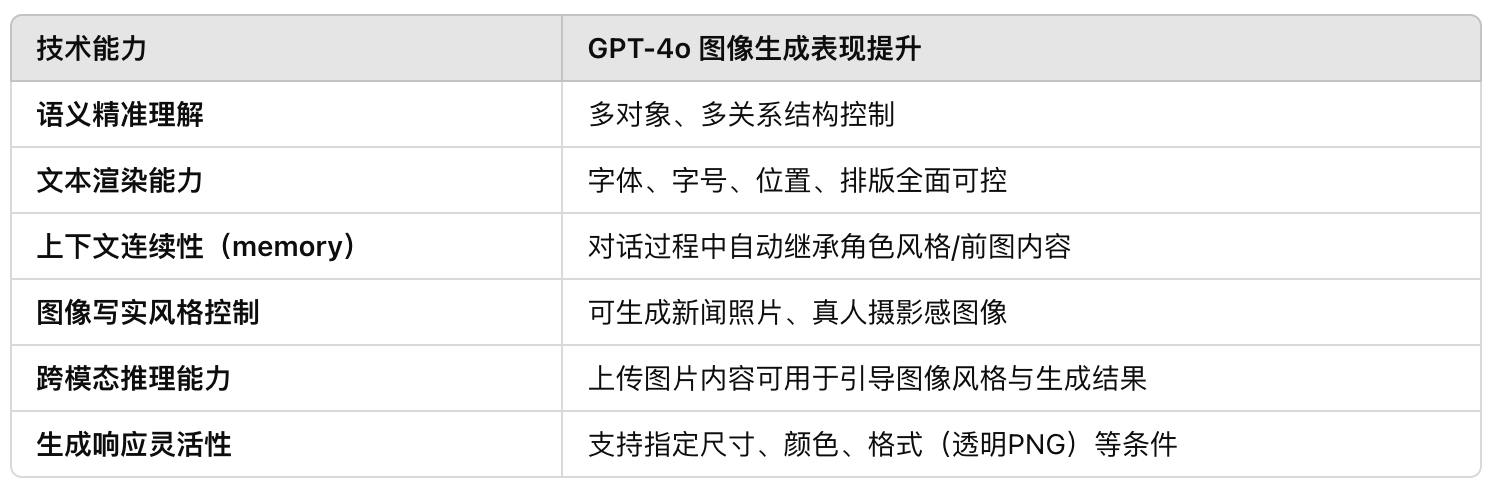 技术能力 GPT-4o 图像生成表现提升
语义精准理解 多对象、多关系结构控制
文本渲染能力 字体、字号、位置、排版全面可控
上下文连续性（memory） 对话过程中自动继承角色风格/前图内容
图像写实风格控制 可生成新闻照片、真人摄影感图像
跨模态推理能力 上传图片内容可用于引导图像风格与生成结果
生成响应灵活性 支持指定尺寸、颜色、格式（透明PNG）等条件